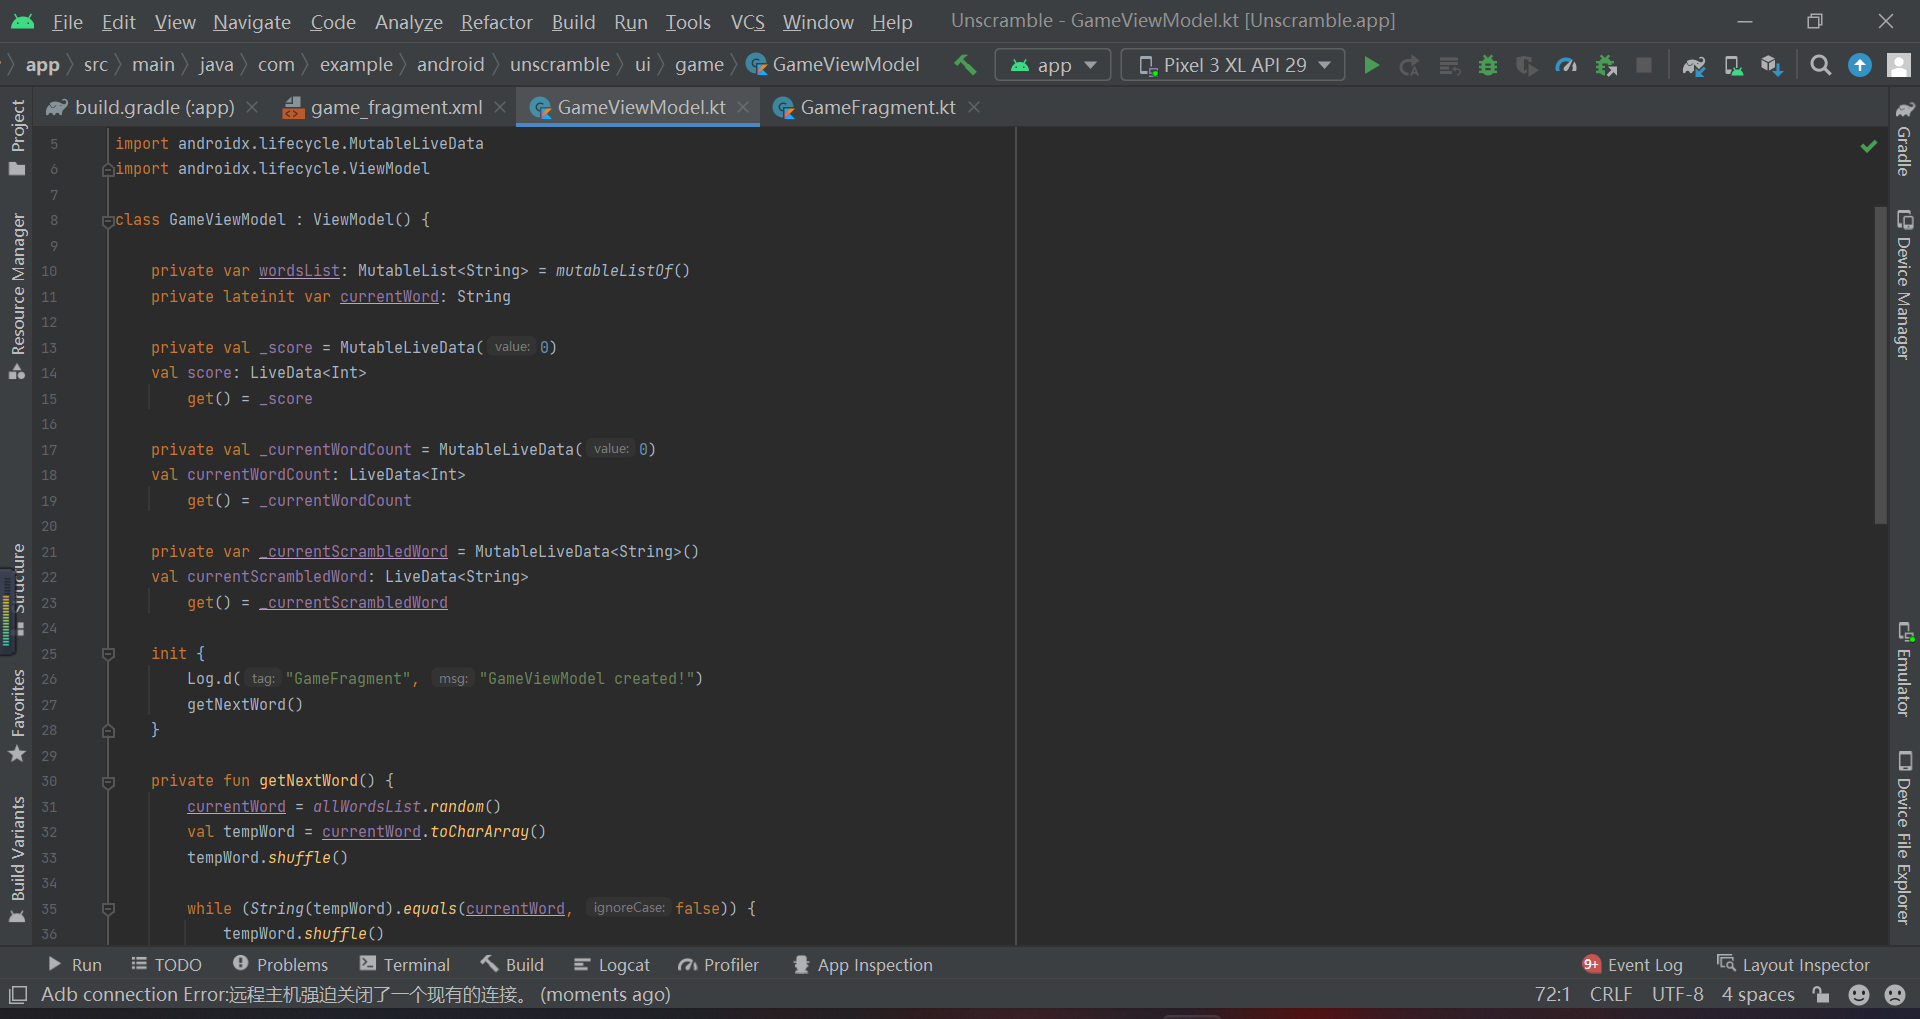 File Edit View Navigate Code Analyze Refactor Build Run Tools VCS Window Help Unscramble - GameViewModel.kt [Unscramble.app]
app src main java com example android unscramble ui game GameViewModel app Pixel 3 XL API 29
build.gradle (:app) game_fragment.xml GameViewModel.kt GameFragment.kt
Project
Resource Manager
Structure
Favorites
Build Variants
5 import androidx.lifecycle.MutableLiveData
6 import androidx.lifecycle.ViewModel
7
8 class GameViewModel : ViewModel() {
9
10 private var wordsList: MutableList<String> = mutableListOf()
11 private lateinit var currentWord: String
12
13 private val _score = MutableLiveData( value: 0)
14 val score: LiveData<Int>
15 get() = _score
16
17 private val _currentWordCount = MutableLiveData( value: 0)
18 val currentWordCount: LiveData<Int>
19 get() = _currentWordCount
20
21 private var _currentScrambledWord = MutableLiveData<String>()
22 val currentScrambledWord: LiveData<String>
23 get() = _currentScrambledWord
24
25 init {
26 Log.d( tag: "GameFragment", msg: "GameViewModel created!")
27 getNextWord()
28 }
29
30 private fun getNextWord() {
31 currentWord = allWordsList.random()
32 val tempWord = currentWord.toCharArray()
33 tempWord.shuffle()
34
35 while (String(tempWord).equals(currentWord, ignoreCase: false)) {
36 tempWord.shuffle()
Gradle
Device Manager
Emulator
Device File Explorer
Run TODO Problems Terminal Build Logcat Profiler App Inspection 9+ Event Log Layout Inspector
Adb connection Error:远程主机强迫关闭了一个现有的连接。 (moments ago) 72:1 CRLF UTF-8 4 spaces